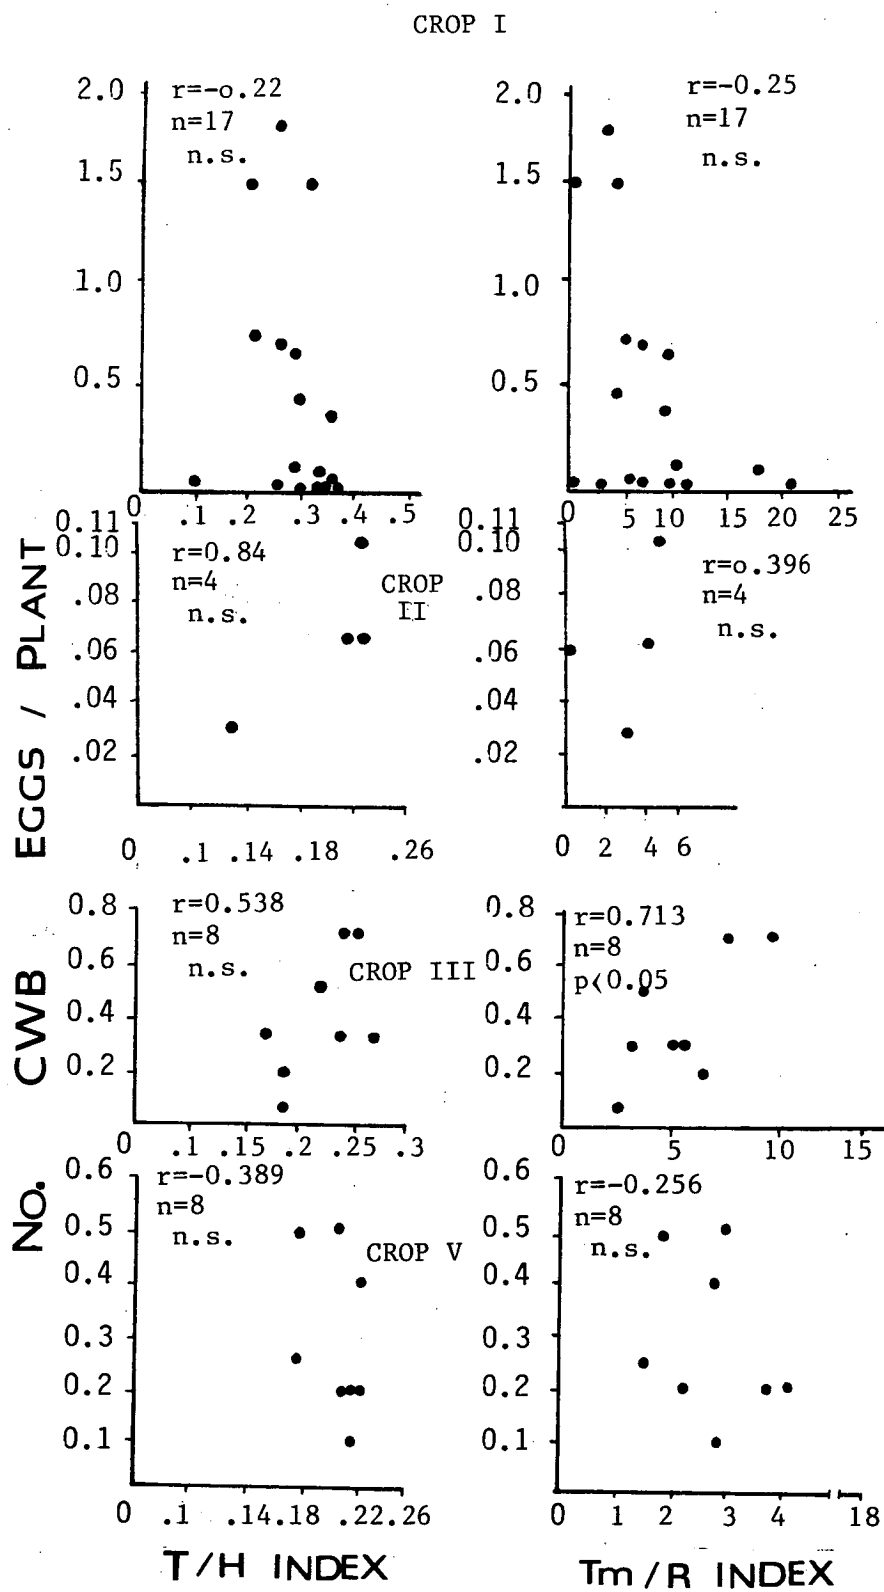 CROP I
No. CWB EGGS / PLANT
2.0
1.5
1.0
0.5
r=-o.22
n=17
n.s.
0 .1 .2 .3 .4 .5
2.0
1.5
1.0
0.5
r=-0.25
n=17
n.s.
0 5 10 15 20 25
0.11
0.10
.08
.06
.04
.02
r=0.84
n=4
n.s.
CROP
II
0 .1 .14 .18 .26
0.11
0.10
.08
.06
.04
.02
r=o.396
n=4
n.s.
0 2 4 6
0.8
0.6
0.4
0.2
r=0.538
n=8
n.s.
CROP III
0 .1 .15 .2 .25 .3
0.8
0.6
0.4
0.2
r=0.713
n=8
p<0.05
0 5 10 15
0.6
0.5
0.4
0.3
0.2
0.1
r=-0.389
n=8
n.s.
CROP V
0 .1 .14 .18 .22 .26
0.6
0.5
0.4
0.3
0.2
0.1
r=-0.256
n=8
n.s.
0 1 2 3 4 18
T/H INDEX
Tm/R INDEX